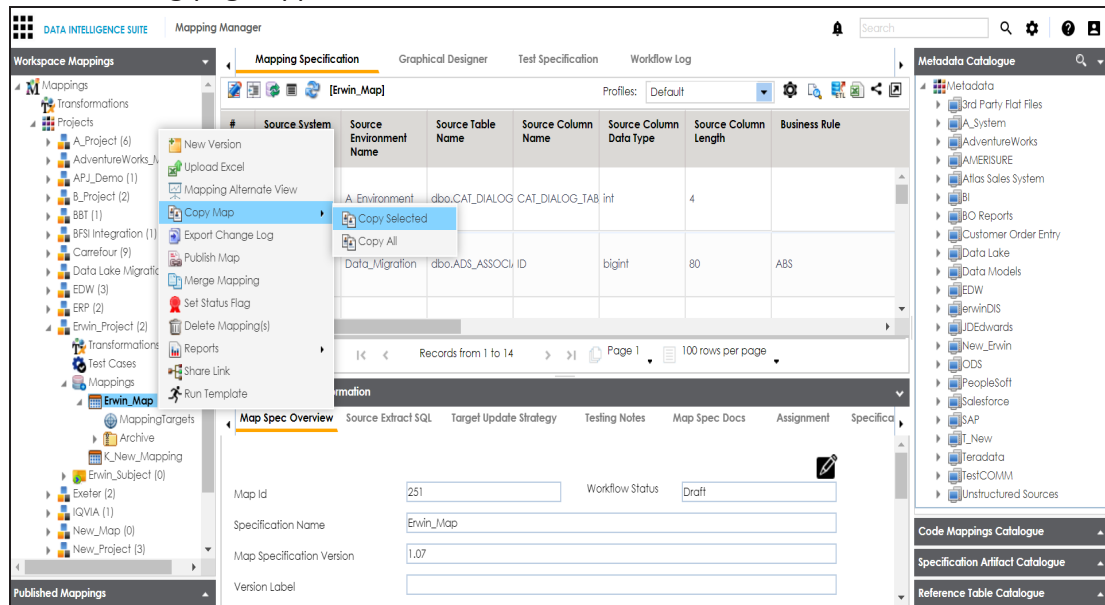 DATA INTELLIGENCE SUITE
Mapping Manager
Search
Workspace Mappings
Mappings
Transformations
Projects
A_Project (6)
AdventureWorks_M
APJ_Demo (1)
B_Project (2)
BBT (1)
BFSI Integration (1)
Carrefour (9)
Data Lake Migratic
EDW (3)
ERP (2)
Erwin_Project (2)
Transformations
Test Cases
Mappings
Erwin_Map
MappingTargets
Archive
K_New_Mapping
Erwin_Subject (0)
Exeter (2)
IQVIA (1)
New_Map (0)
New_Project (3)
Published Mappings
New Version
Upload Excel
Mapping Alternate View
Copy Map
Export Change Log
Publish Map
Merge Mapping
Set Status Flag
Delete Mapping(s)
Reports
Share Link
Run Template
Copy Selected
Copy All
Mapping Specification Graphical Designer Test Specification Workflow Log
[Erwin_Map]
Profiles: Default
# Source System Source Environment Name Source Table Name Source Column Name Source Column Data Type Source Column Length Business Rule
A_Environment dbo.CAT_DIALOG CAT_DIALOG_TAB int 4
Data_Migration dbo.ADS_ASSOCI ID bigint 80 ABS
Records from 1 to 14 Page 1 100 rows per page
rmation
Map Spec Overview Source Extract SQL Target Update Strategy Testing Notes Map Spec Docs Assignment Specifica
Map Id 251 Workflow Status Draft
Specification Name Erwin_Map
Map Specification Version 1.07
Version Label
Metadata Catalogue
Metadata
3rd Party Flat Files
A_System
AdventureWorks
AMERISURE
Atlas Sales System
BI
BO Reports
Customer Order Entry
Data Lake
Data Models
EDW
erwinDIS
JDEdwards
New_Erwin
ODS
PeopleSoft
Salesforce
SAP
T_New
Teradata
TestCOMM
Unstructured Sources
Code Mappings Catalogue
Specification Artifact Catalogue
Reference Table Catalogue